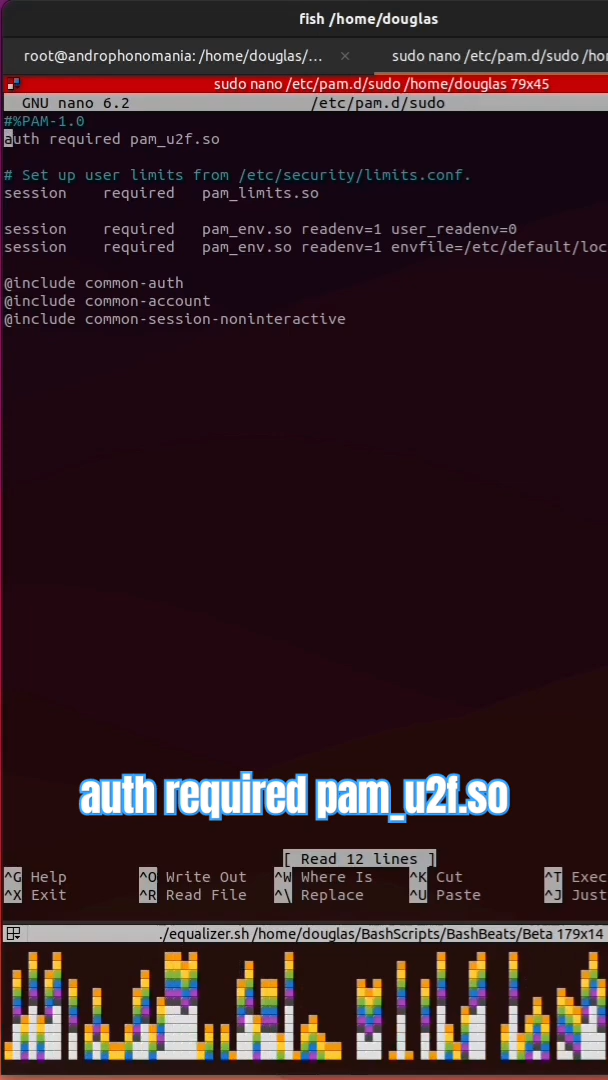 fish /home/douglas
root@androphonomania: /home/douglas/... × sudo nano /etc/pam.d/sudo /hor
sudo nano /etc/pam.d/sudo /home/douglas 79x45
GNU nano 6.2 /etc/pam.d/sudo
#%PAM-1.0
auth required pam_u2f.so
# Set up user limits from /etc/security/limits.conf.
session required pam_limits.so
session required pam_env.so readenv=1 user_readenv=0
session required pam_env.so readenv=1 envfile=/etc/default/loc
@include common-auth
@include common-account
@include common-session-noninteractive
auth required pam_u2f.so
[ Read 12 lines ]
^G Help ^O Write Out ^W Where Is ^K Cut ^T Exec
^X Exit ^R Read File ^\ Replace ^U Paste ^J Just
./equalizer.sh /home/douglas/BashScripts/BashBeats/Beta 179x14